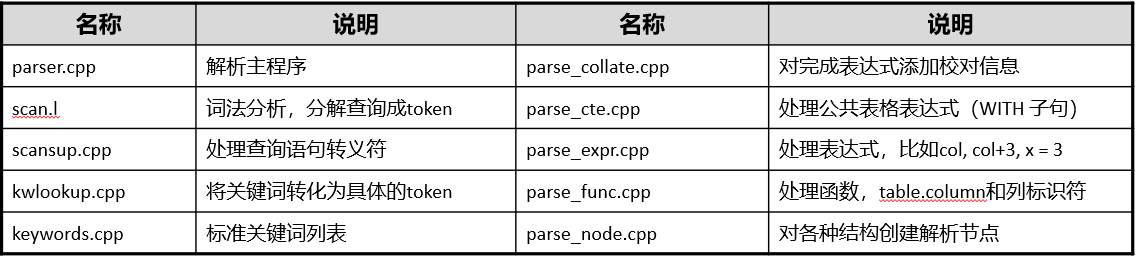 名称 说明 名称 说明
parser.cpp 解析主程序 parse_collate.cpp 对完成表达式添加校对信息
scan.l 词法分析，分解查询成token parse_cte.cpp 处理公共表格表达式（WITH 子句）
scansup.cpp 处理查询语句转义符 parse_expr.cpp 处理表达式，比如col, col+3, x = 3
kwlookup.cpp 将关键词转化为具体的token parse_func.cpp 处理函数，table.column和列标识符
keywords.cpp 标准关键词列表 parse_node.cpp 对各种结构创建解析节点